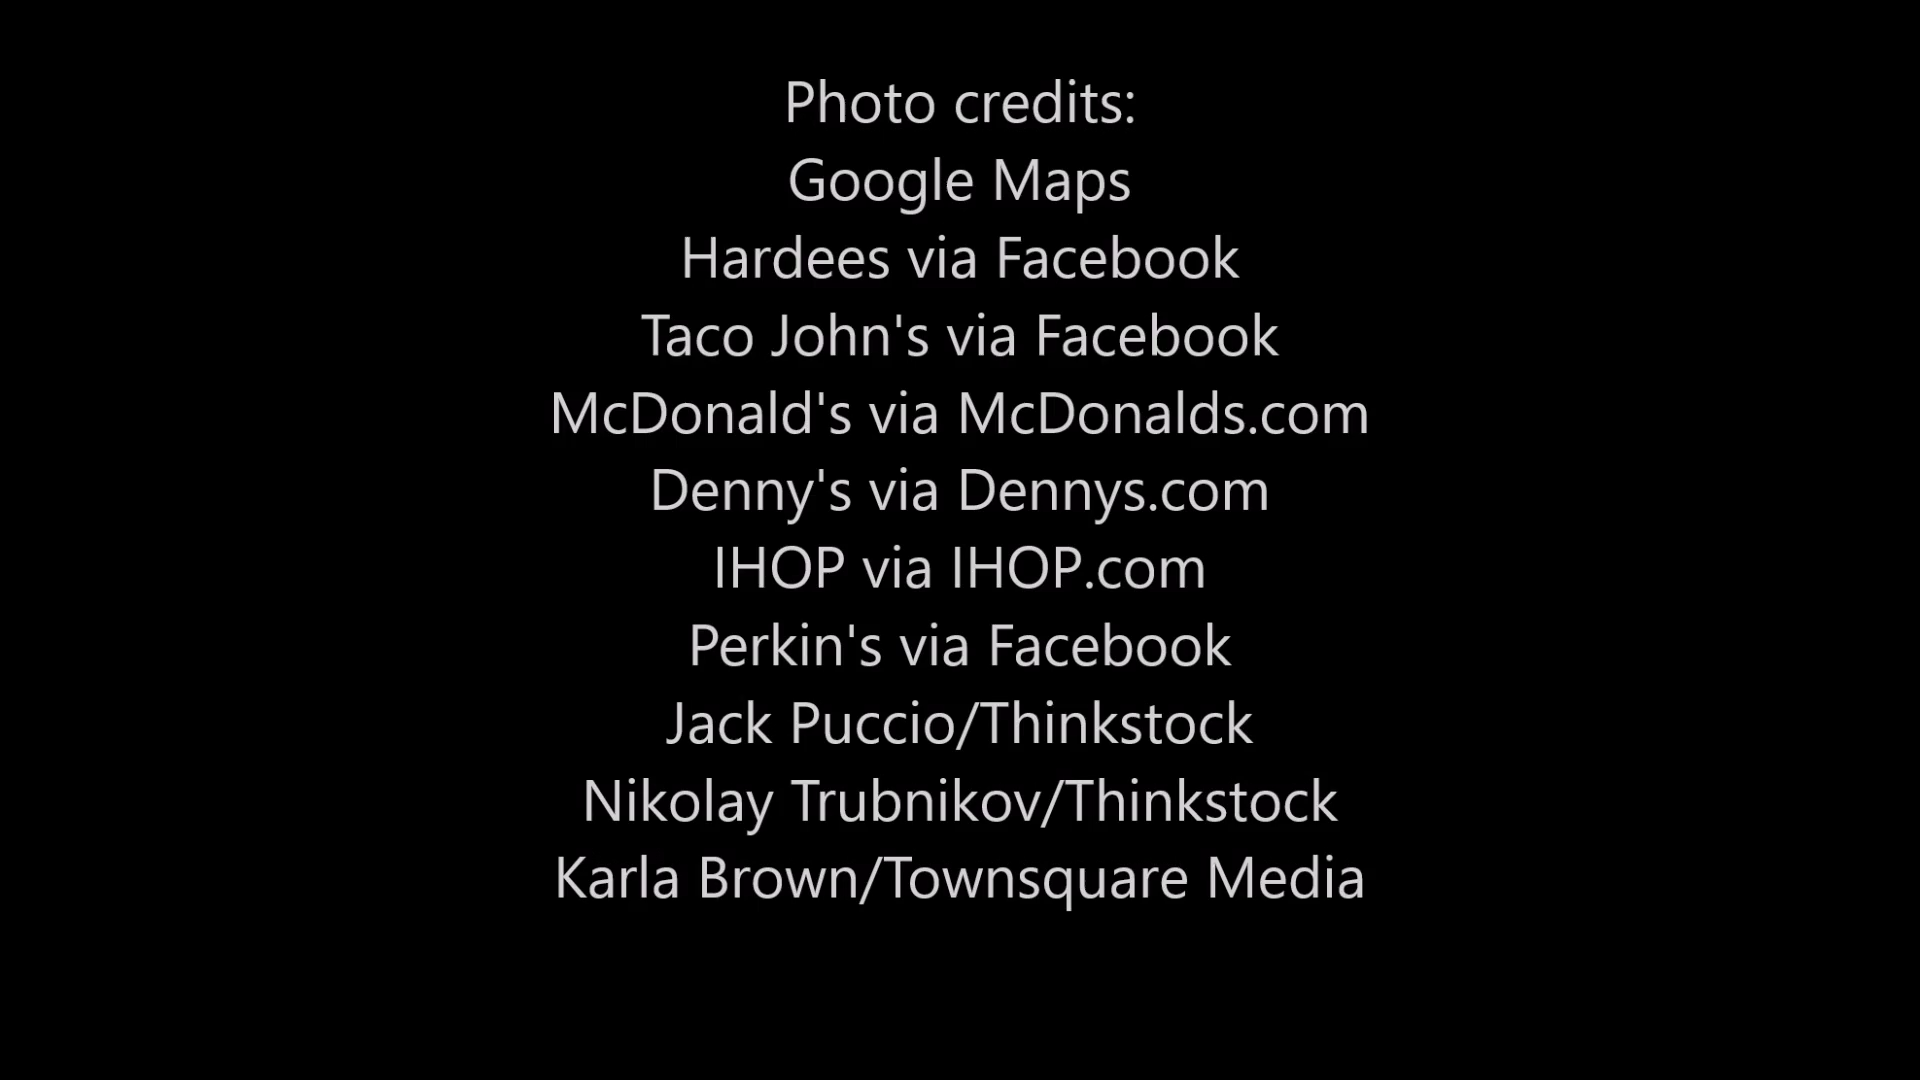 Photo credits:
Google Maps
Hardees via Facebook
Taco John's via Facebook
McDonald's via McDonalds.com
Denny's via Dennys.com
IHOP via IHOP.com
Perkin's via Facebook
Jack Puccio/Thinkstock
Nikolay Trubnikov/Thinkstock
Karla Brown/Townsquare Media